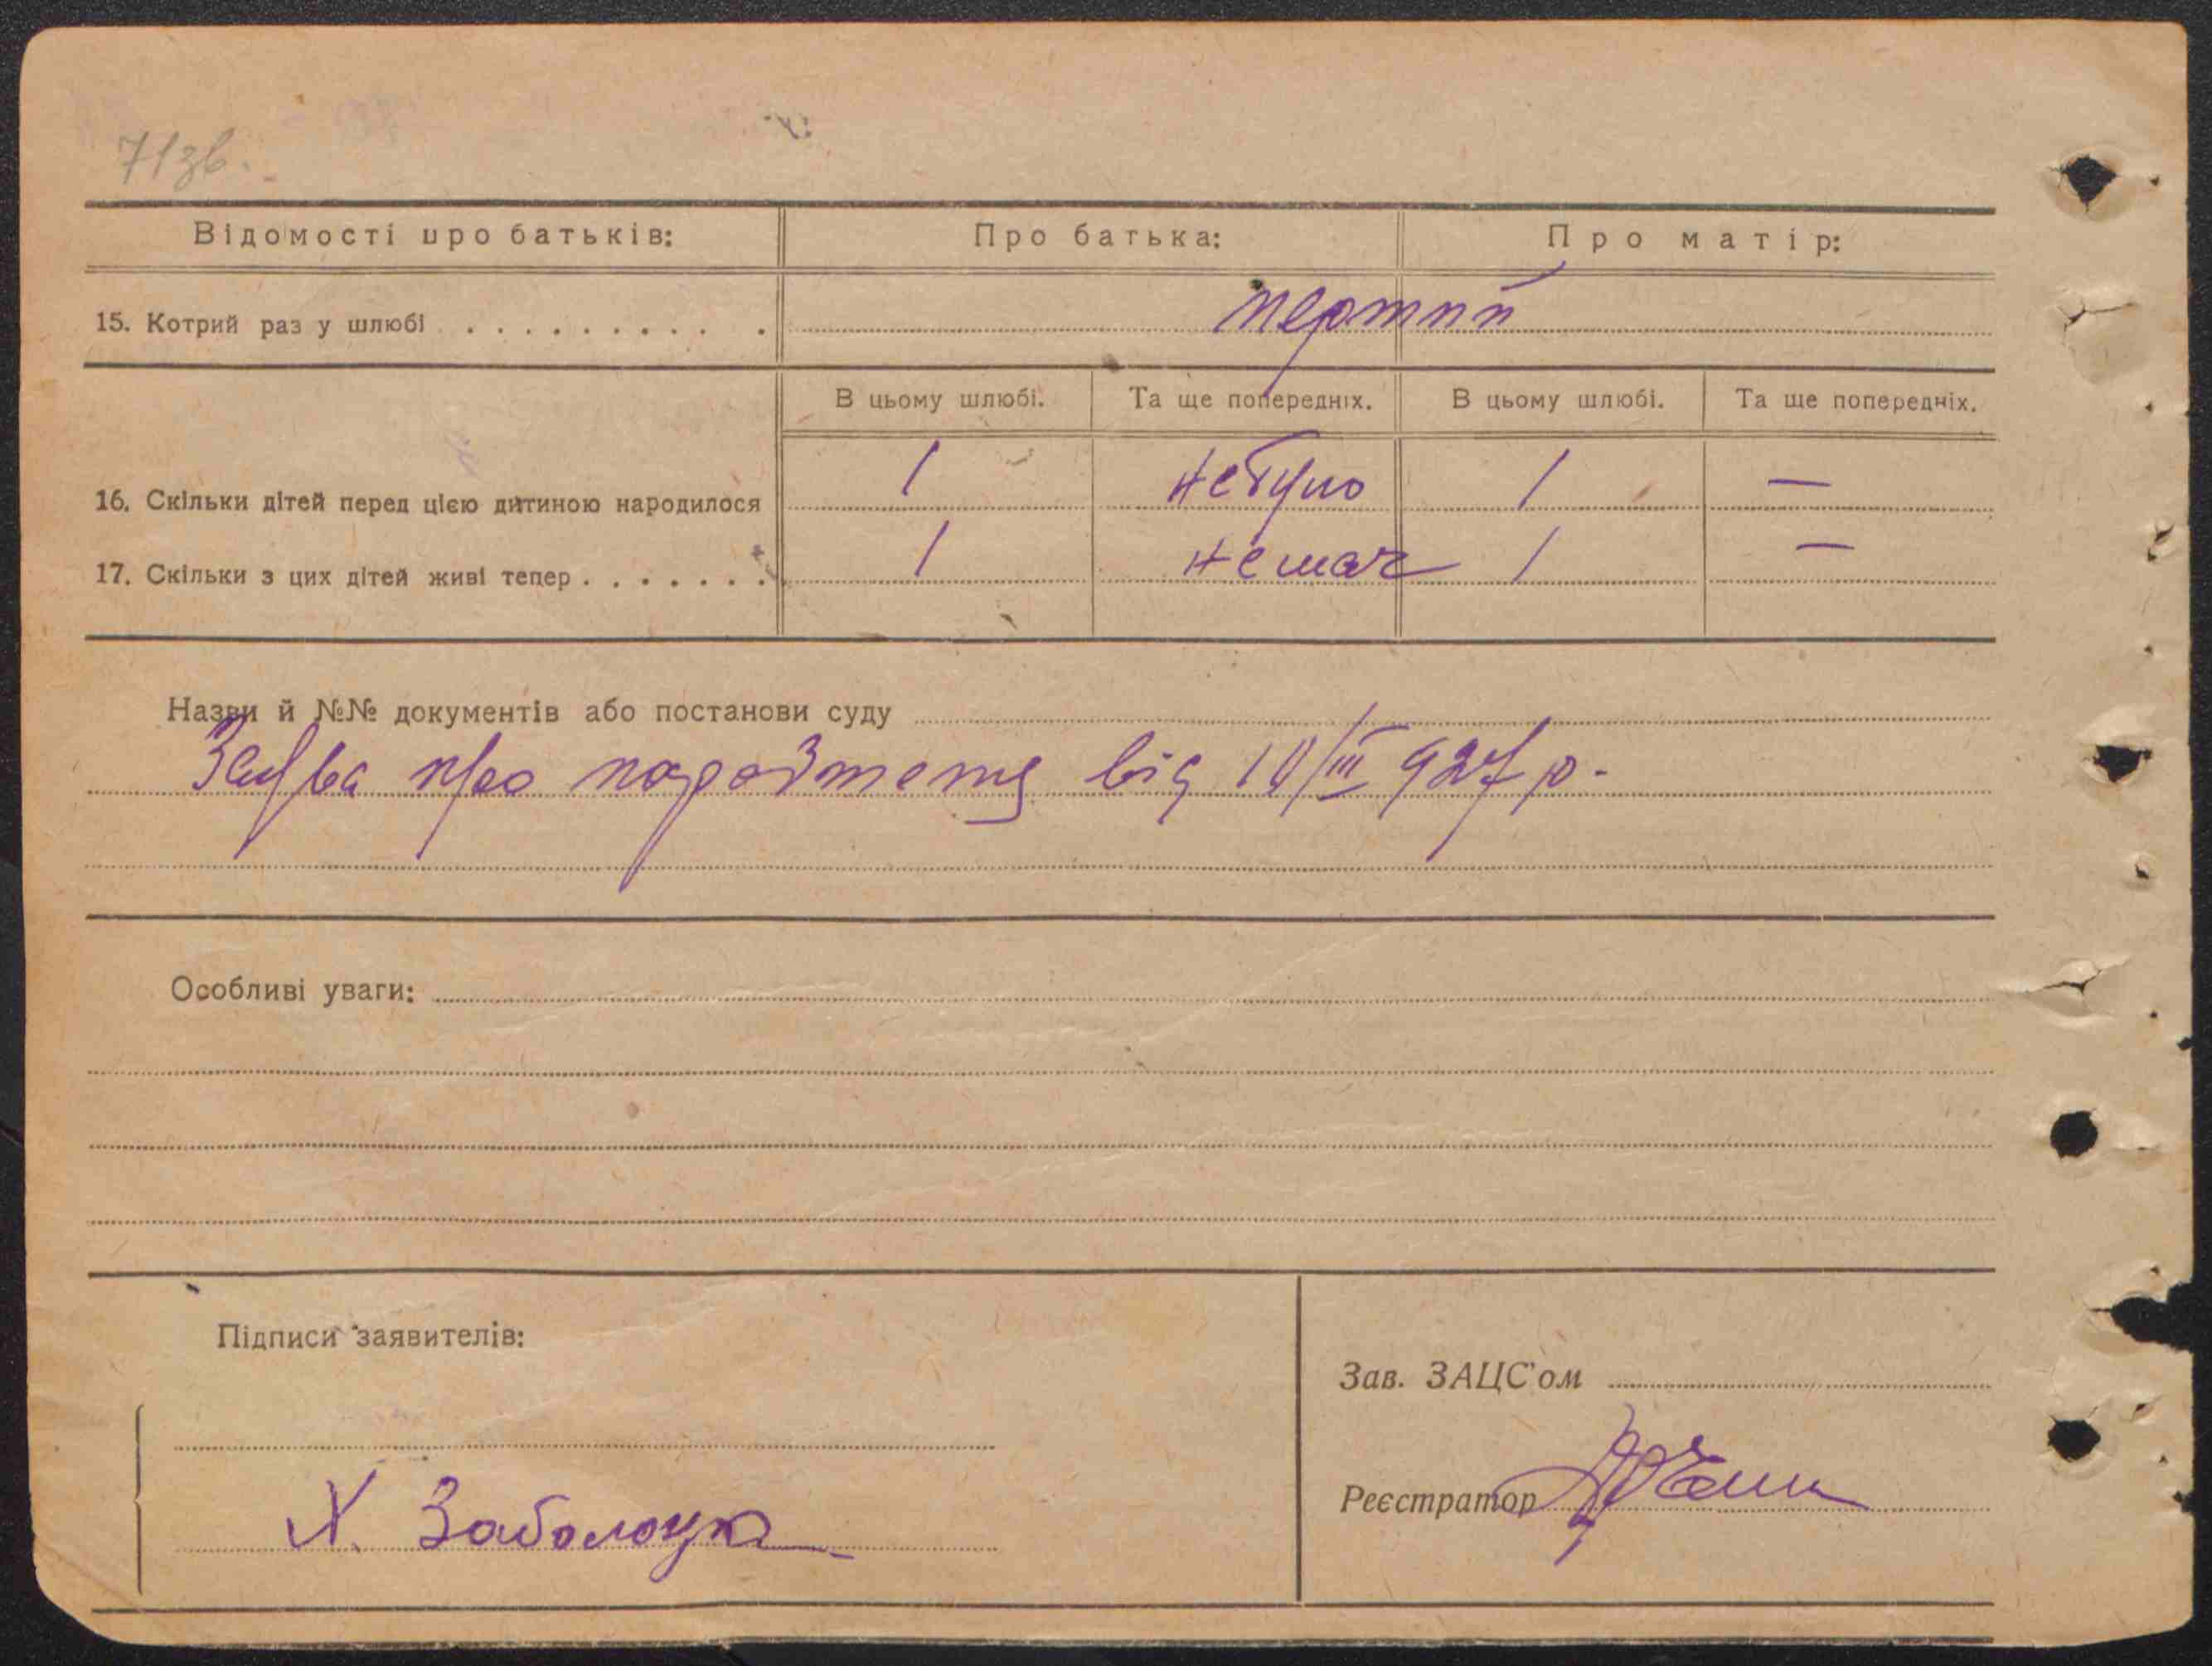 71зв.
Відомості про батьків: Про батька: Про матір:
15. Котрий раз у шлюбі . . . . . . . . . . . перший
В цьому шлюбі. Та ще попередніх. В цьому шлюбі. Та ще попередніх.
16. Скільки дітей перед цією дитиною народилося 1 небуло 1 —
17. Скільки з цих дітей живі тепер . . . . . . . 1 немає 1 —
Назви й №№ документів або постанови суду
Заява про народження від 10/III 927 р.
Особливі уваги:
Підписи заявителів:
Зав. ЗАЦС'ом
Реєстратор
Х. Заболоцка